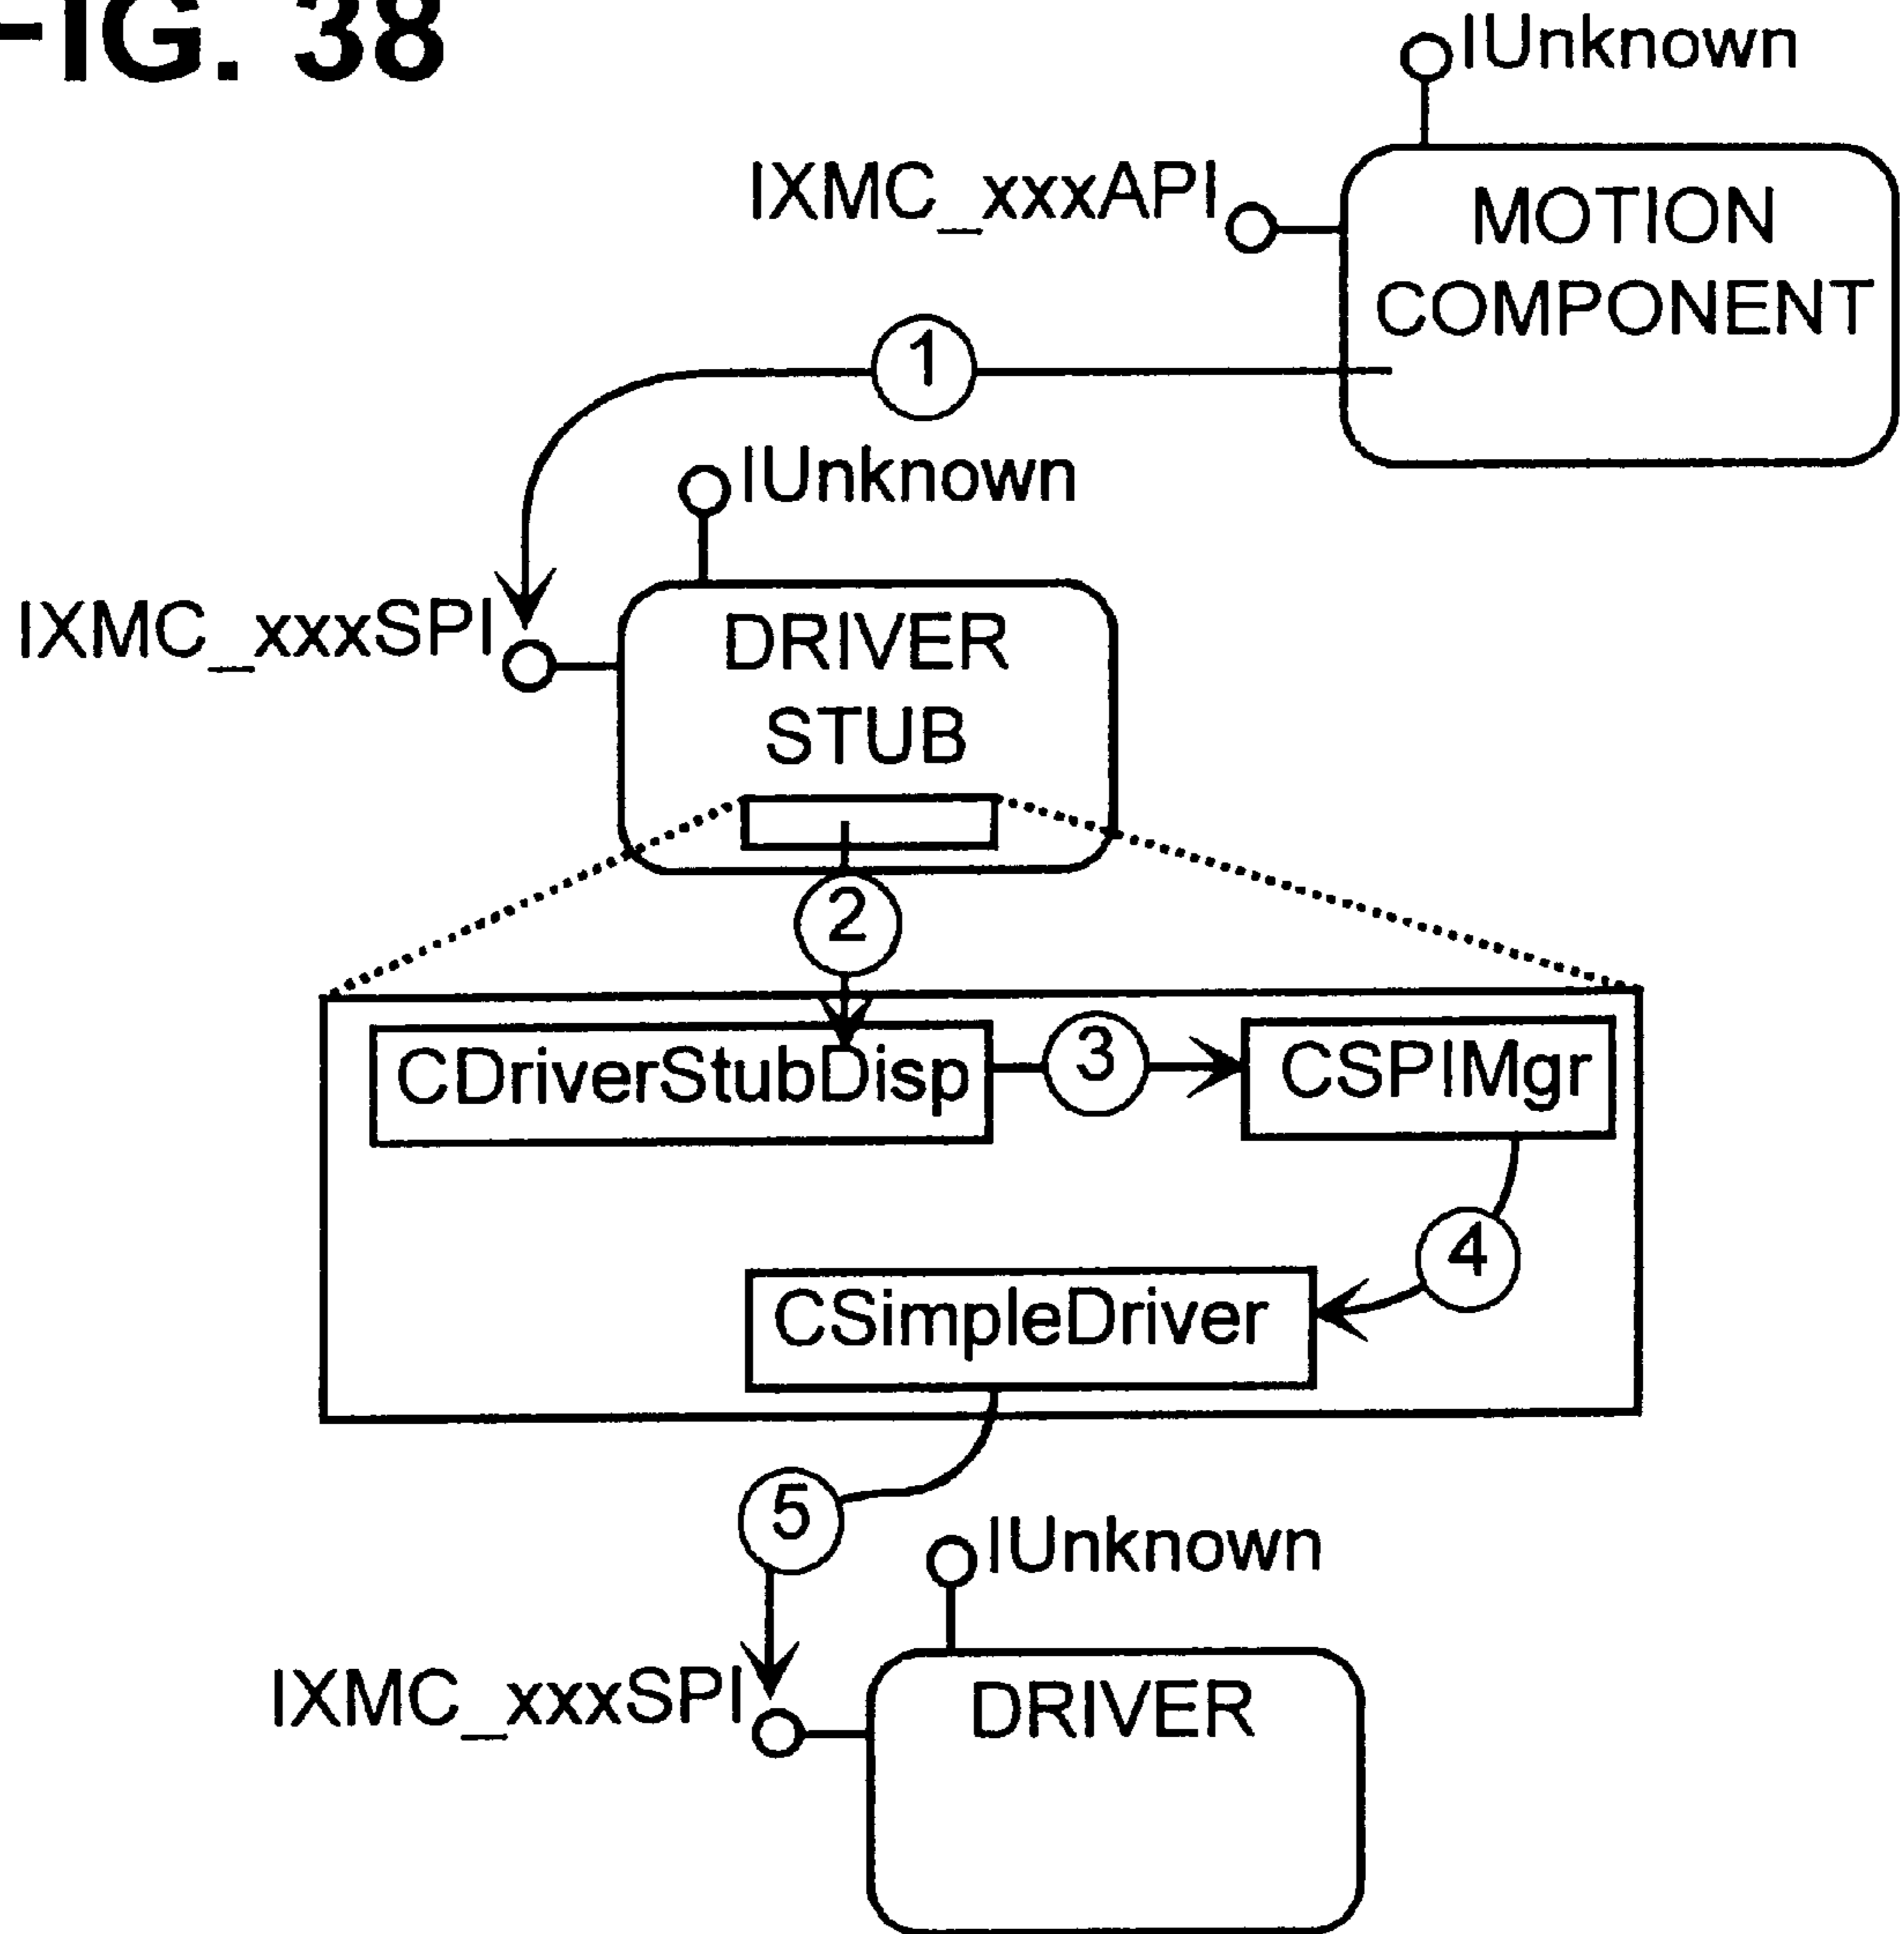 FIG. 38
IUnknown
IXMC_xxxAPI
MOTION
COMPONENT
1
IUnknown
IXMC_xxxSPI
DRIVER
STUB
2
CDriverStubDisp
3
CSPIMgr
4
CSimpleDriver
5
IUnknown
IXMC_xxxSPI
DRIVER